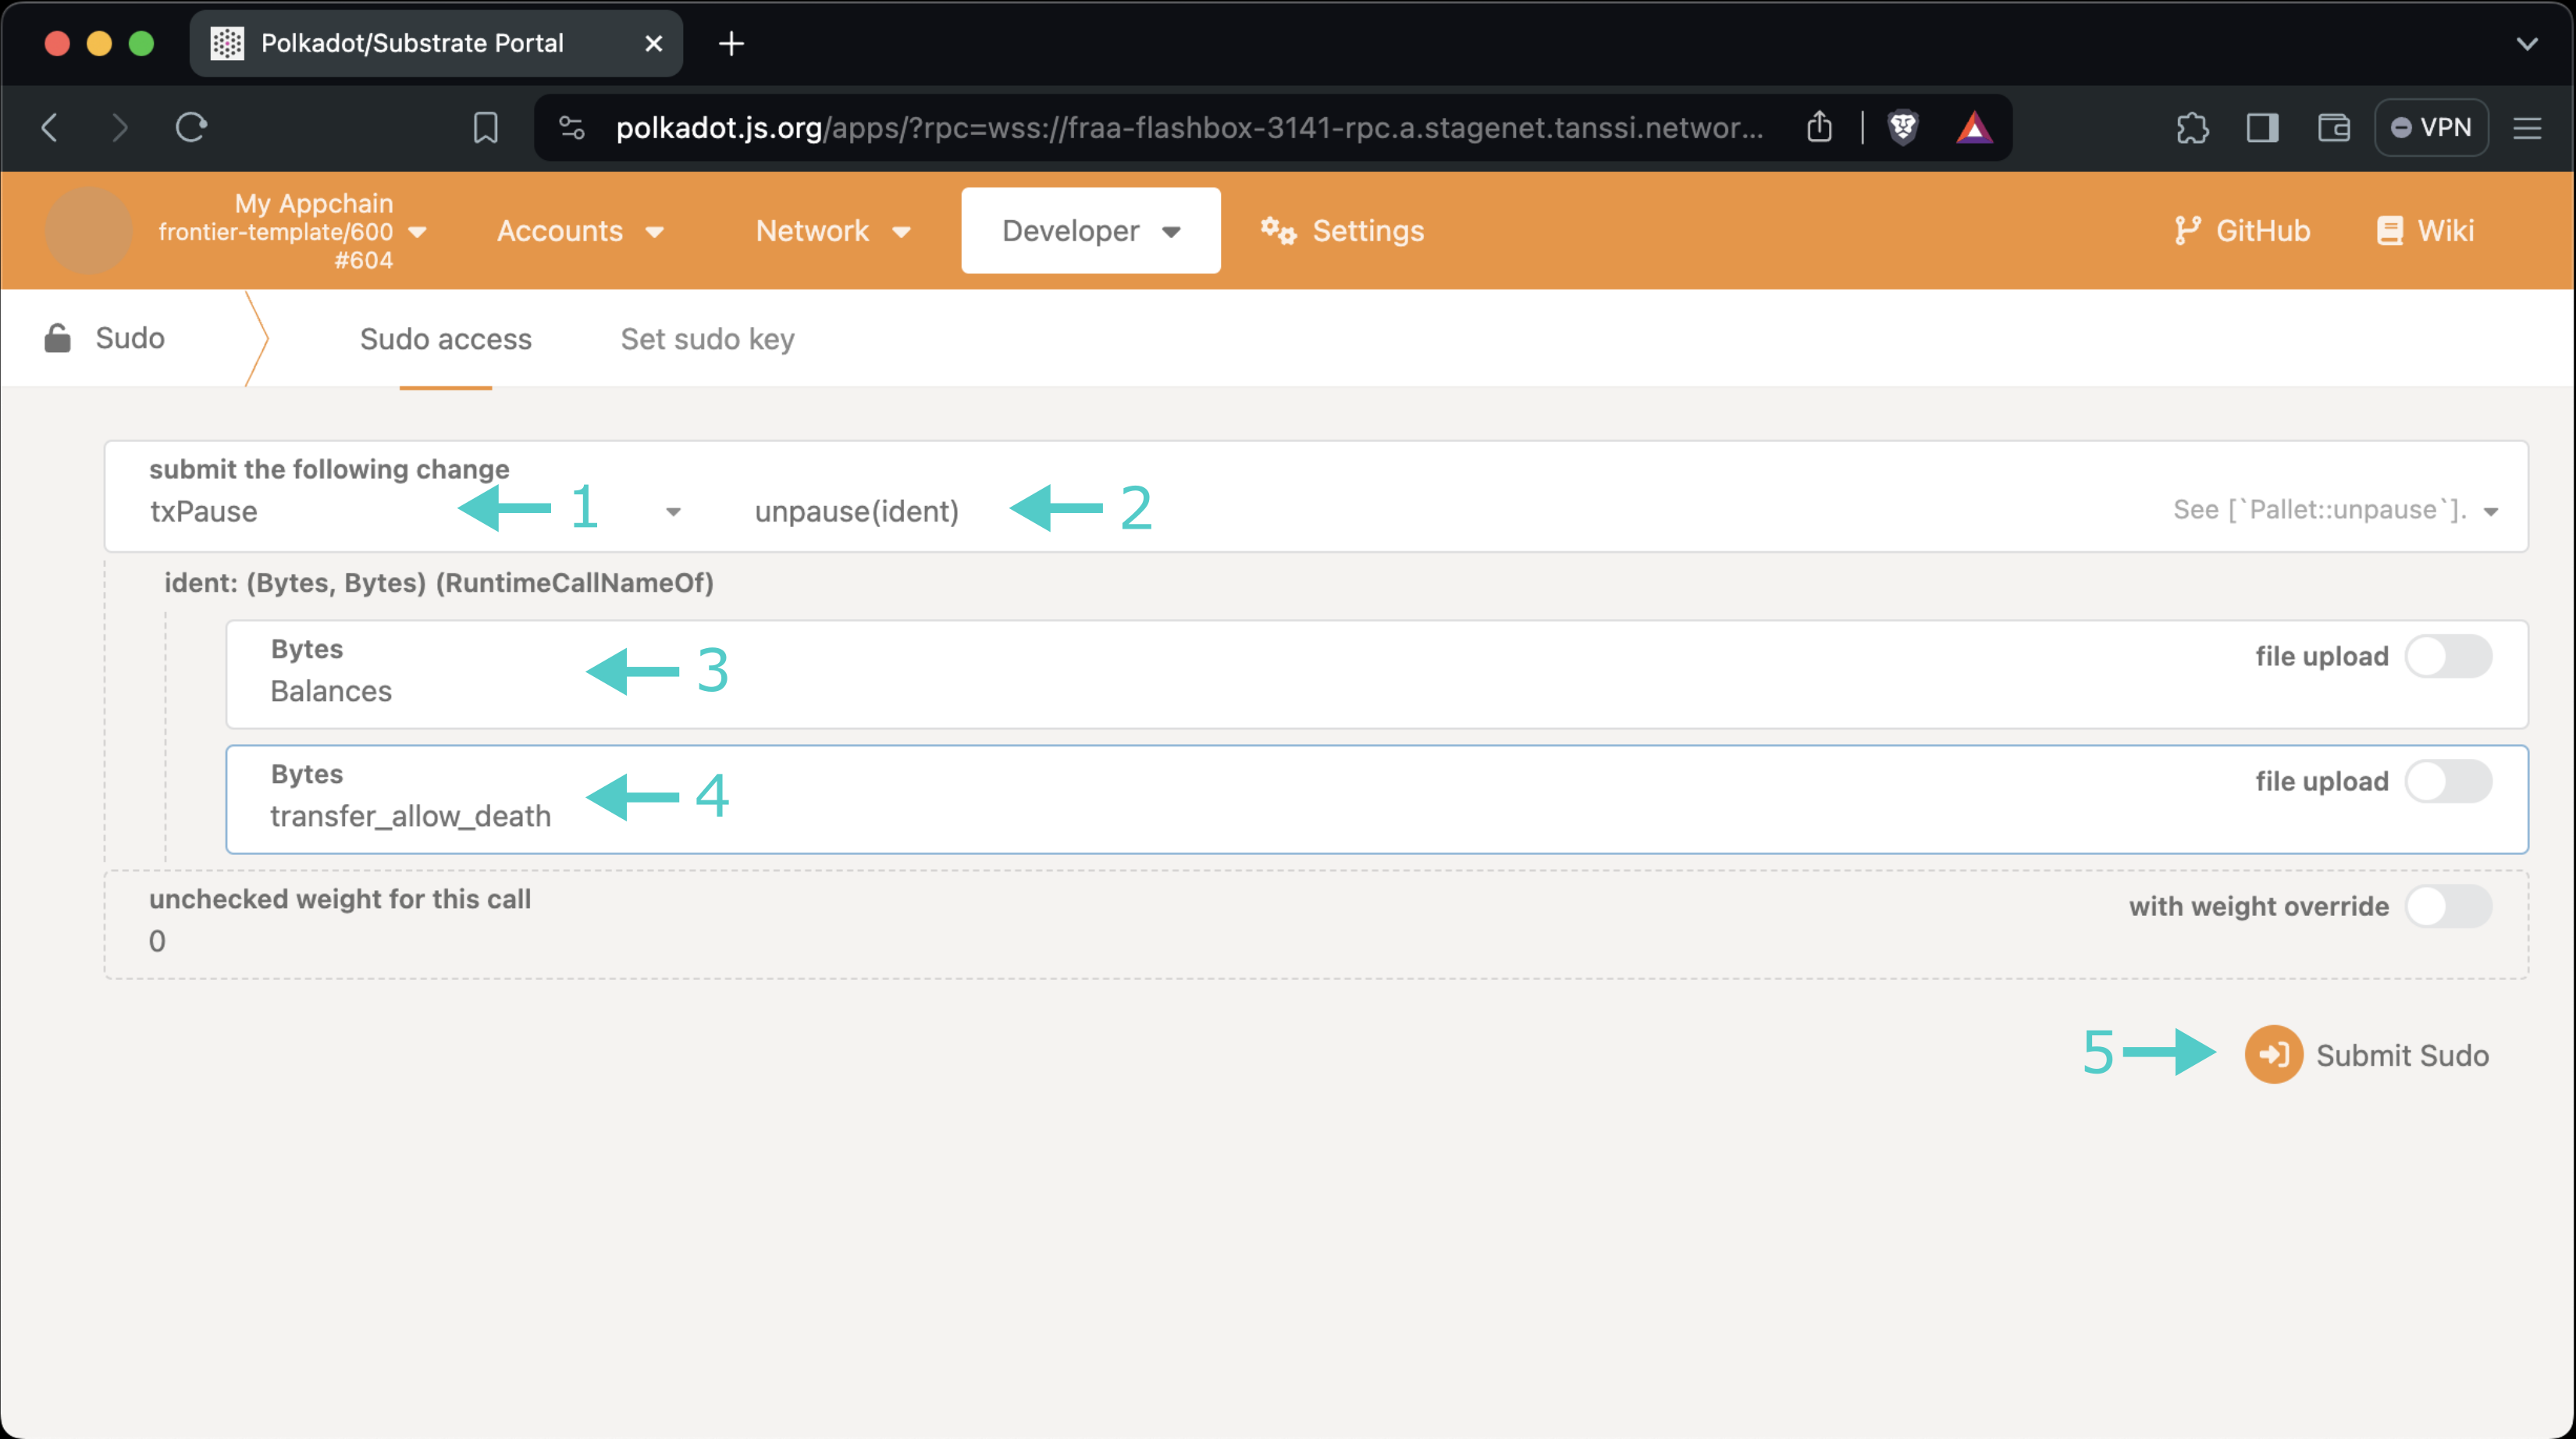 Polkadot/Substrate Portal
polkadot.js.org/apps/?rpc=wss://fraa-flashbox-3141-rpc.a.stagenet.tanssi.networ...
VPN
My Appchain
frontier-template/600
#604
Accounts
Network
Developer
Settings
GitHub
Wiki
Sudo
Sudo access
Set sudo key
submit the following change
txPause
1
unpause(ident)
2
See [`Pallet::unpause`].
ident: (Bytes, Bytes) (RuntimeCallNameOf)
Bytes
Balances
3
file upload
Bytes
transfer_allow_death
4
file upload
unchecked weight for this call
0
with weight override
5
Submit Sudo